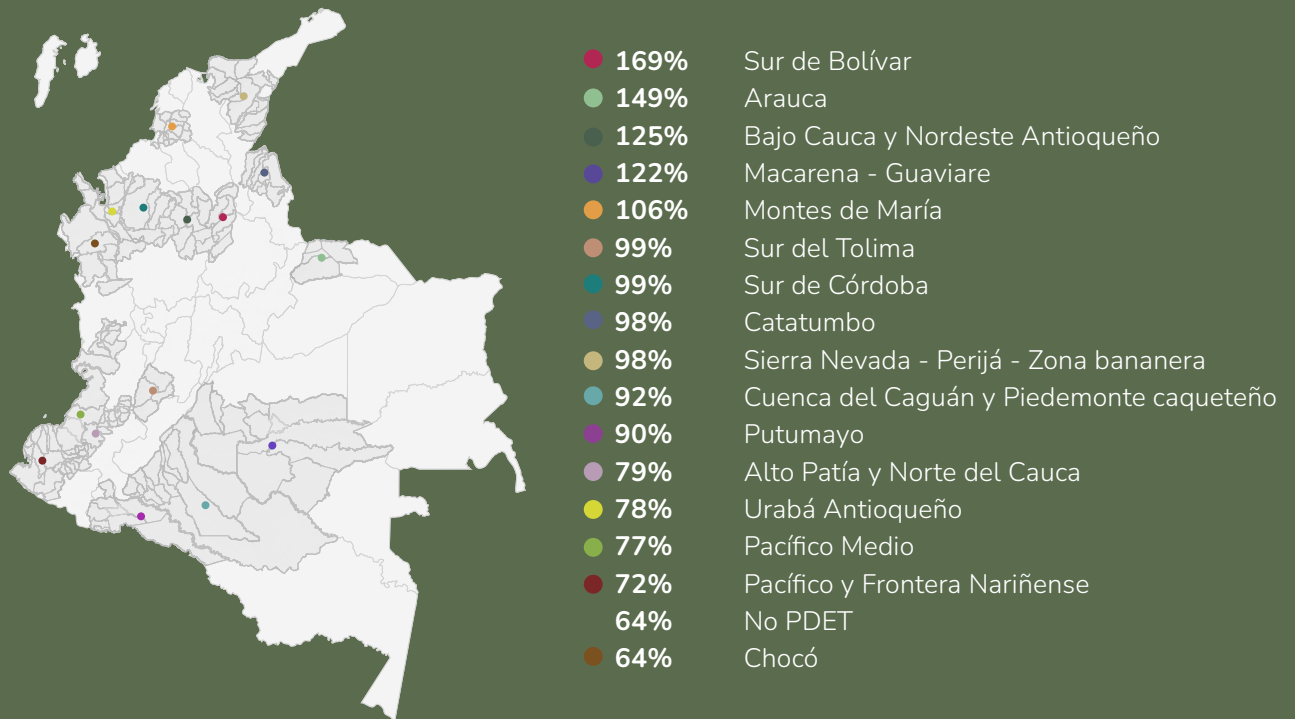 169% Sur de Bolívar
149% Arauca
125% Bajo Cauca y Nordeste Antioqueño
122% Macarena - Guaviare
106% Montes de María
99% Sur del Tolima
99% Sur de Córdoba
98% Catatumbo
98% Sierra Nevada - Perijá - Zona bananera
92% Cuenca del Caguán y Piedemonte caqueteño
90% Putumayo
79% Alto Patía y Norte del Cauca
78% Urabá Antioqueño
77% Pacífico Medio
72% Pacífico y Frontera Nariñense
64% No PDET
64% Chocó